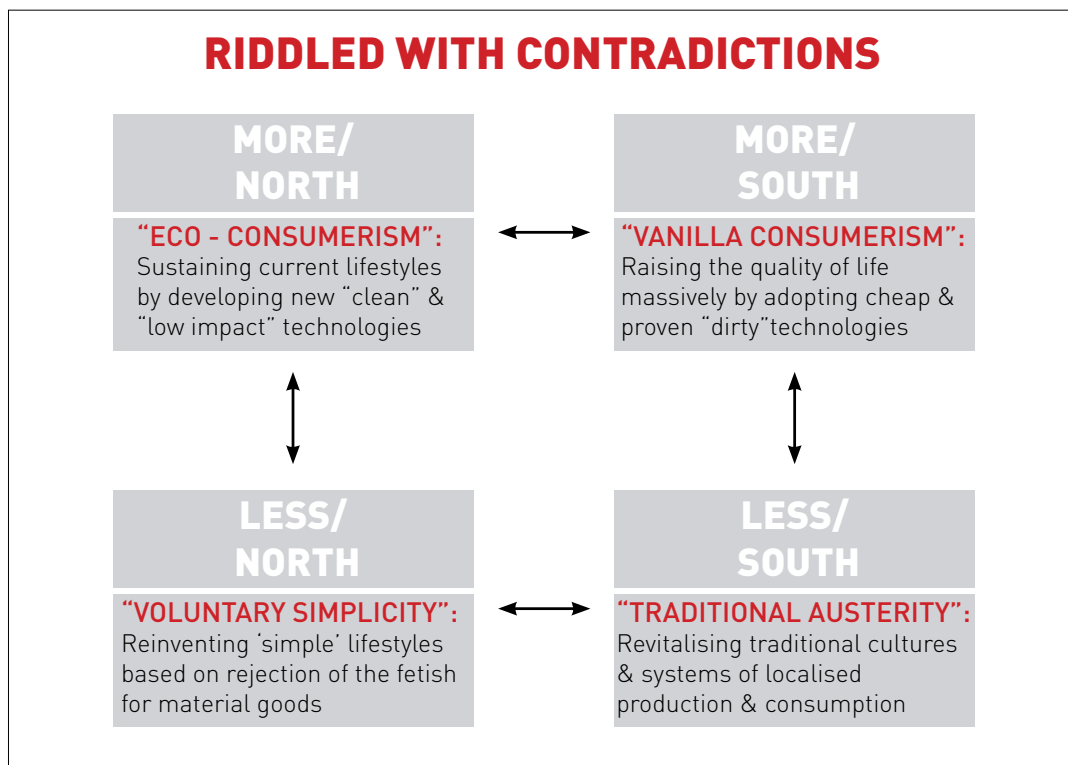 RIDDLED WITH CONTRADICTIONS
MORE/
NORTH
“ECO - CONSUMERISM”:
Sustaining current lifestyles
by developing new “clean” &
“low impact” technologies
MORE/
SOUTH
“VANILLA CONSUMERISM”:
Raising the quality of life
massively by adopting cheap &
proven “dirty”technologies
LESS/
NORTH
“VOLUNTARY SIMPLICITY”:
Reinventing ‘simple’ lifestyles
based on rejection of the fetish
for material goods
LESS/
SOUTH
“TRADITIONAL AUSTERITY”:
Revitalising traditional cultures
& systems of localised
production & consumption